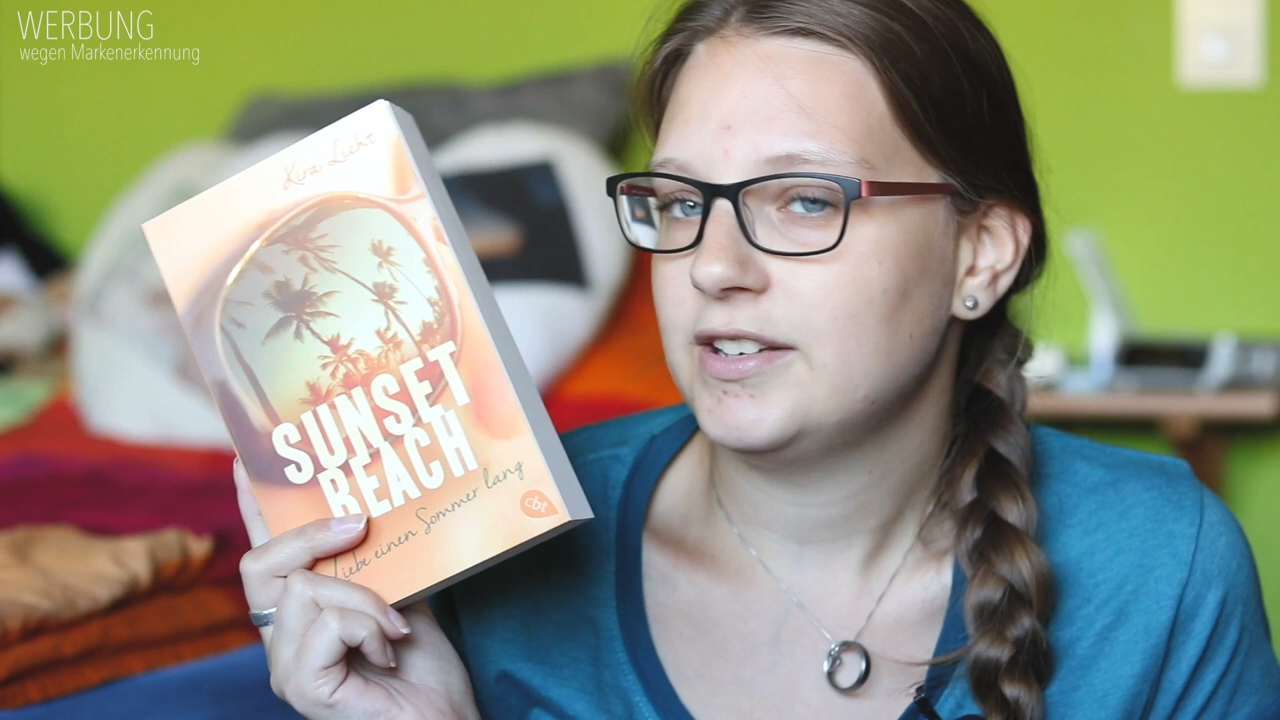 WERBUNG
wegen Markenerkennung
Kira Licht
SUNSET
BEACH
Liebe einen Sommer lang
cbt